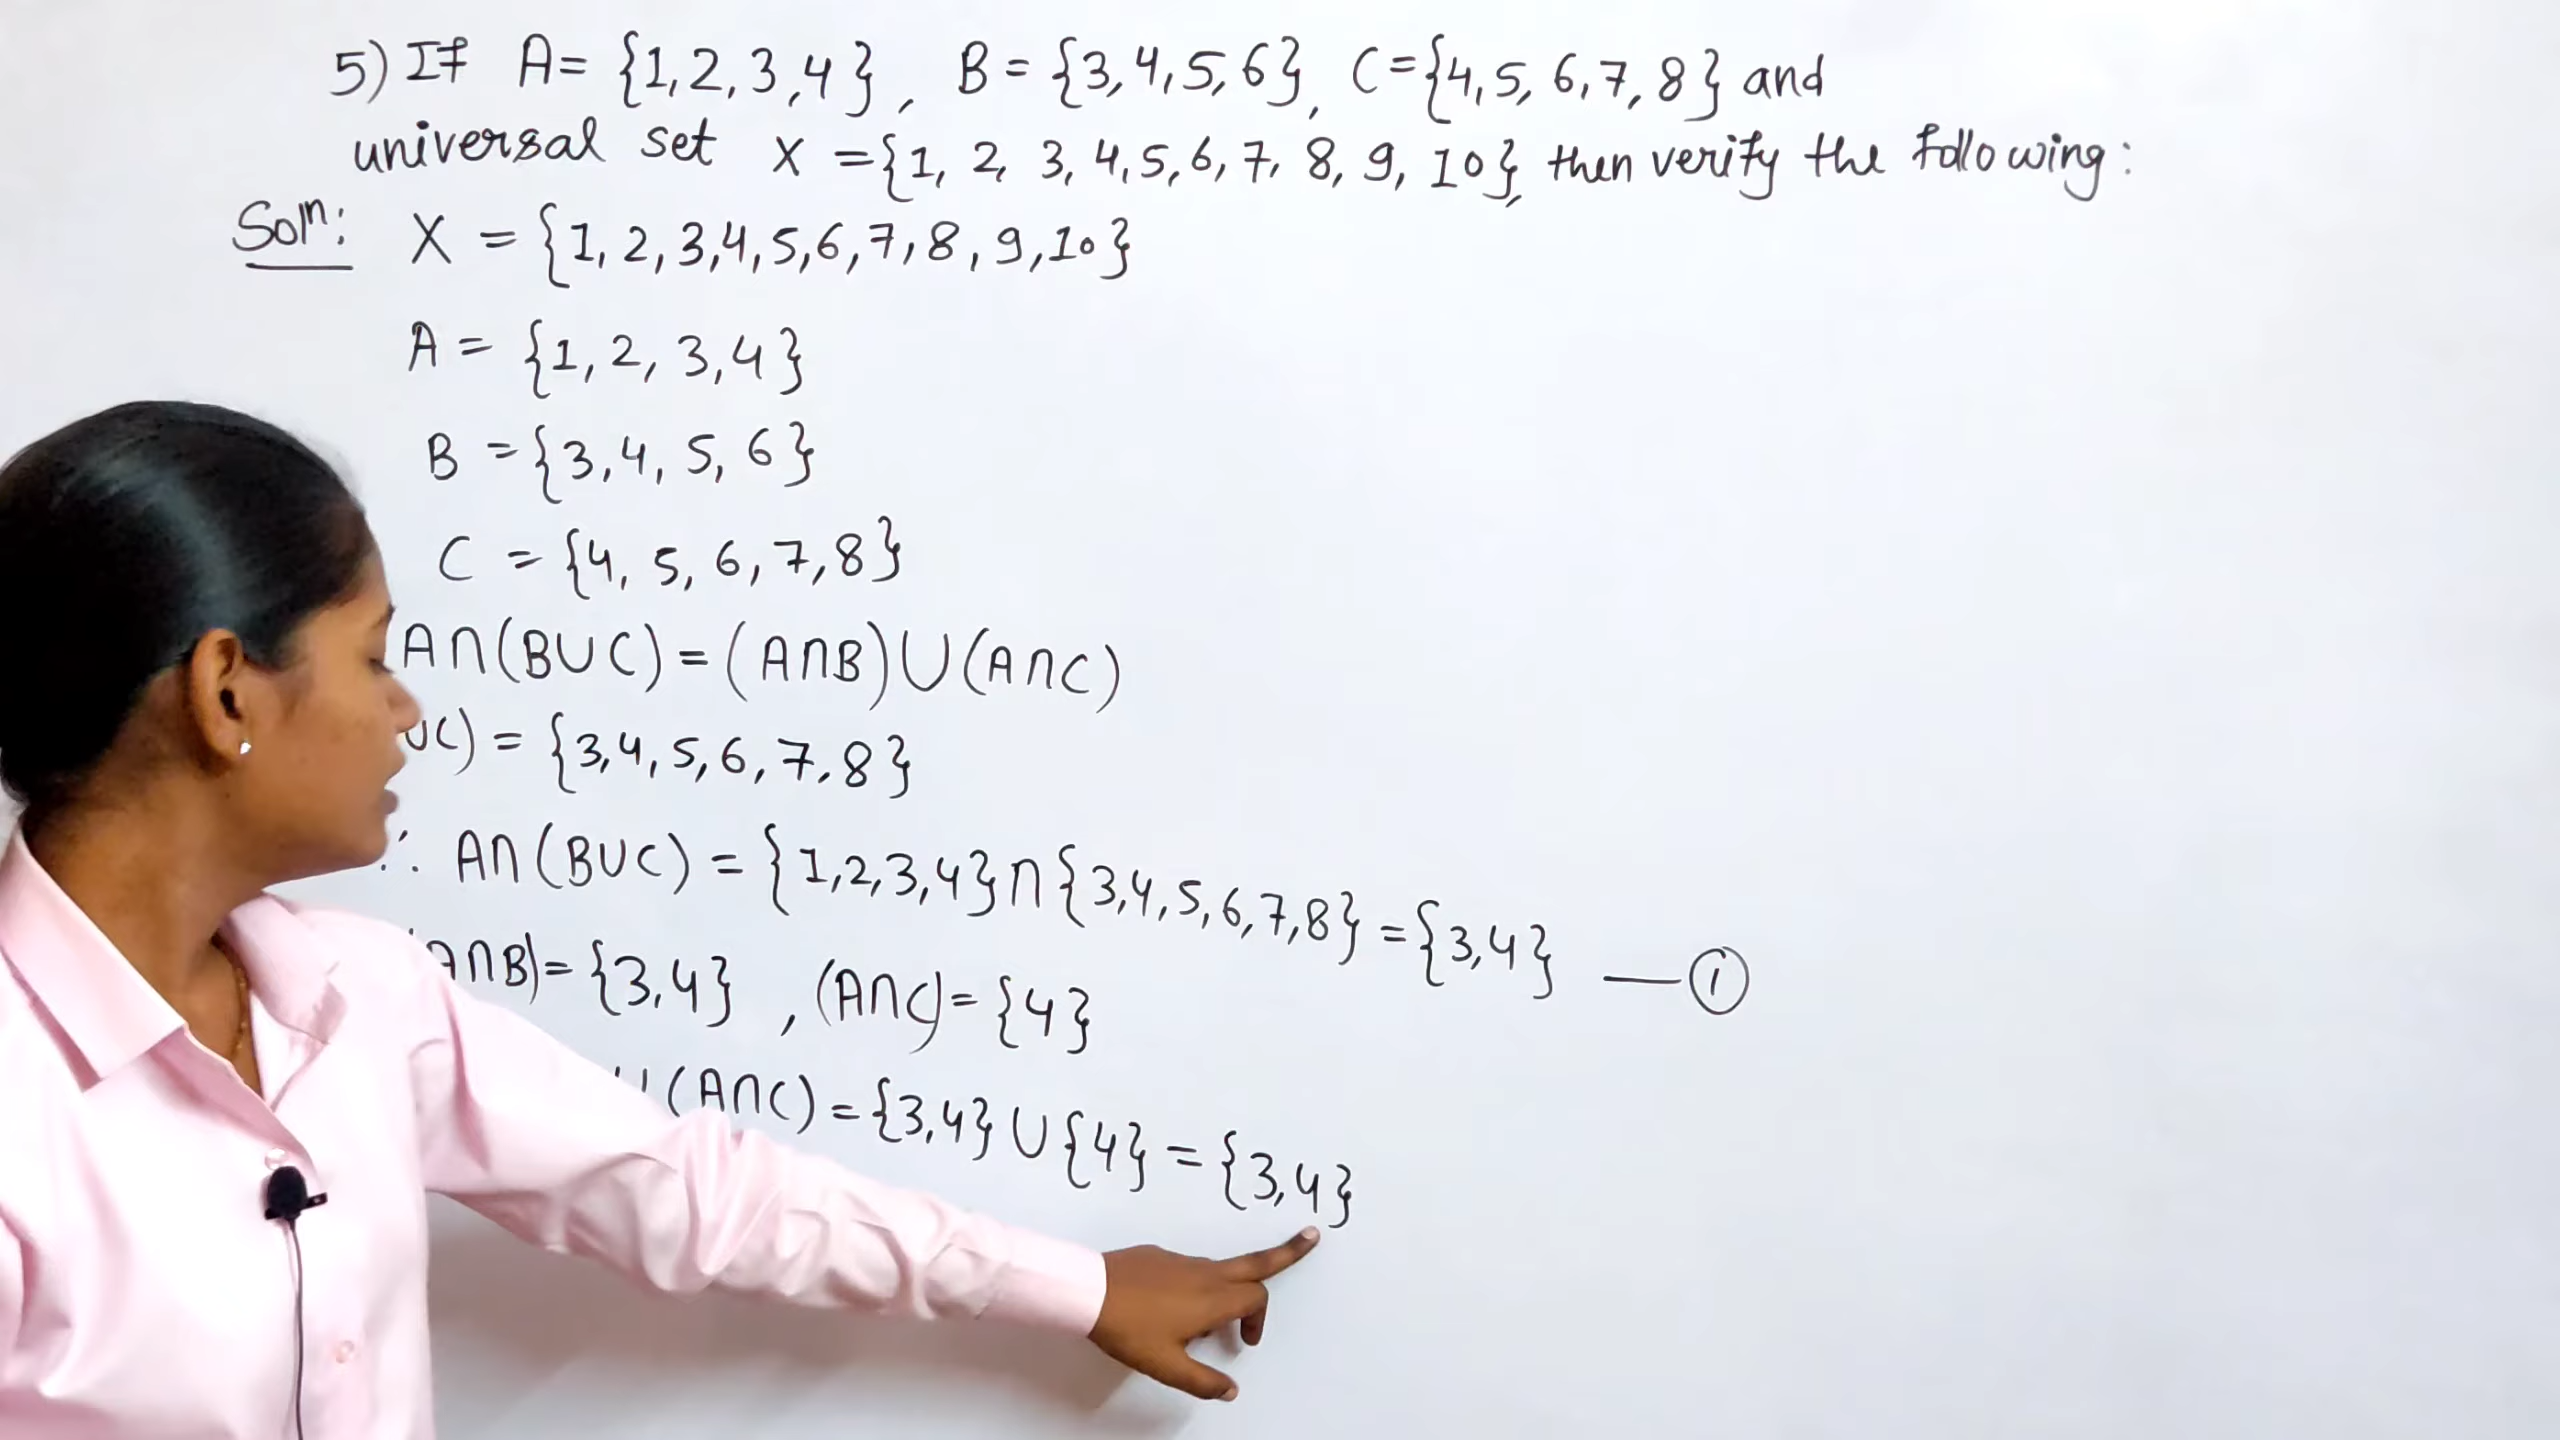 5) If A = {1, 2, 3, 4}, B = {3, 4, 5, 6}, C = {4, 5, 6, 7, 8} and
universal set X = {1, 2, 3, 4, 5, 6, 7, 8, 9, 10}, then verify the following:
Solⁿ: X = {1, 2, 3, 4, 5, 6, 7, 8, 9, 10}
A = {1, 2, 3, 4}
B = {3, 4, 5, 6}
C = {4, 5, 6, 7, 8}
A∩(B∪C) = (A∩B)∪(A∩C)
∪C) = {3, 4, 5, 6, 7, 8}
∴ A∩(B∪C) = {1, 2, 3, 4}∩{3, 4, 5, 6, 7, 8} = {3, 4} — ①
A∩B) = {3, 4}, (A∩C) = {4}
∪(A∩C) = {3, 4}∪{4} = {3, 4}